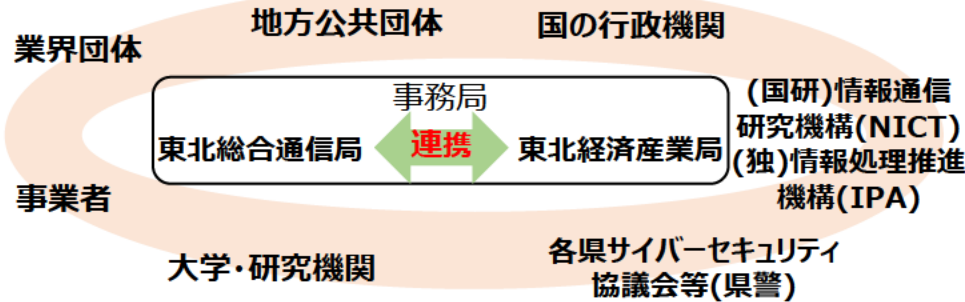 地方公共団体
国の行政機関
業界団体
事務局
東北総合通信局
連携
東北経済産業局
(国研)情報通信
研究機構(NICT)
(独)情報処理推進
機構(IPA)
事業者
大学・研究機関
各県サイバーセキュリティ
協議会等(県警)